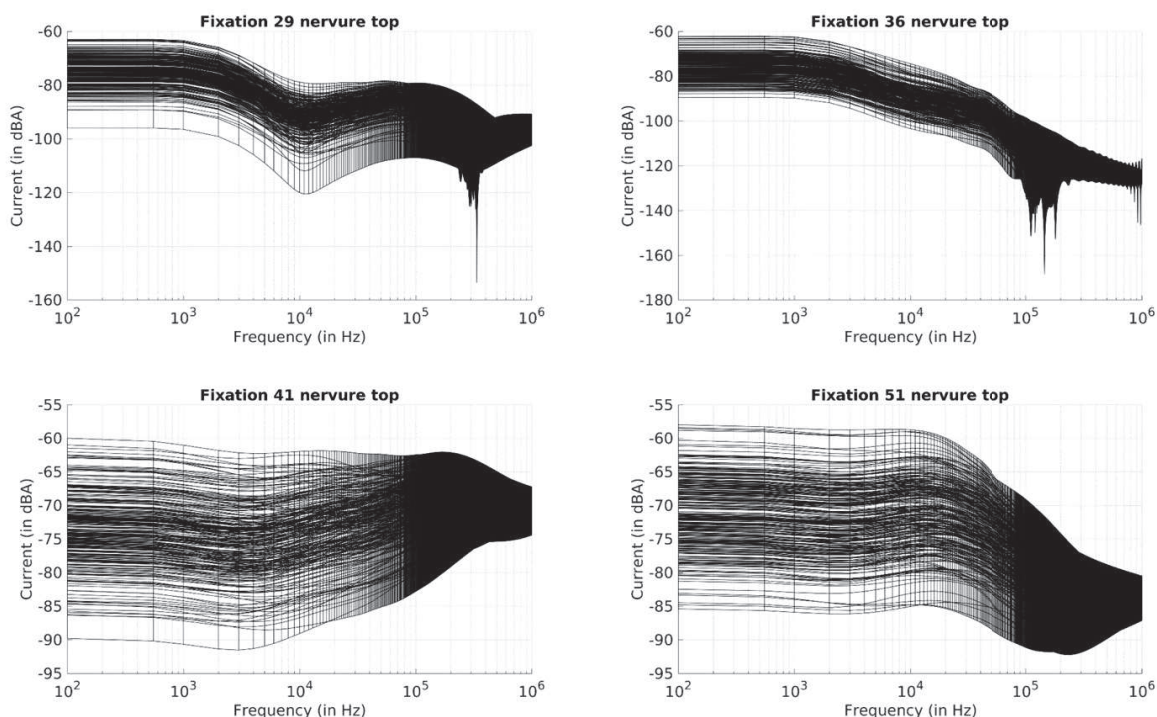 Fixation 29 nervure top
-60
-80
-100
-120
-140
-160
Current (in dBA)
10^2 10^3 10^4 10^5 10^6
Frequency (in Hz)
Fixation 36 nervure top
-60
-80
-100
-120
-140
-160
-180
Current (in dBA)
10^2 10^3 10^4 10^5 10^6
Frequency (in Hz)
Fixation 41 nervure top
-55
-60
-65
-70
-75
-80
-85
-90
-95
Current (in dBA)
10^2 10^3 10^4 10^5 10^6
Frequency (in Hz)
Fixation 51 nervure top
-55
-60
-65
-70
-75
-80
-85
-90
-95
Current (in dBA)
10^2 10^3 10^4 10^5 10^6
Frequency (in Hz)